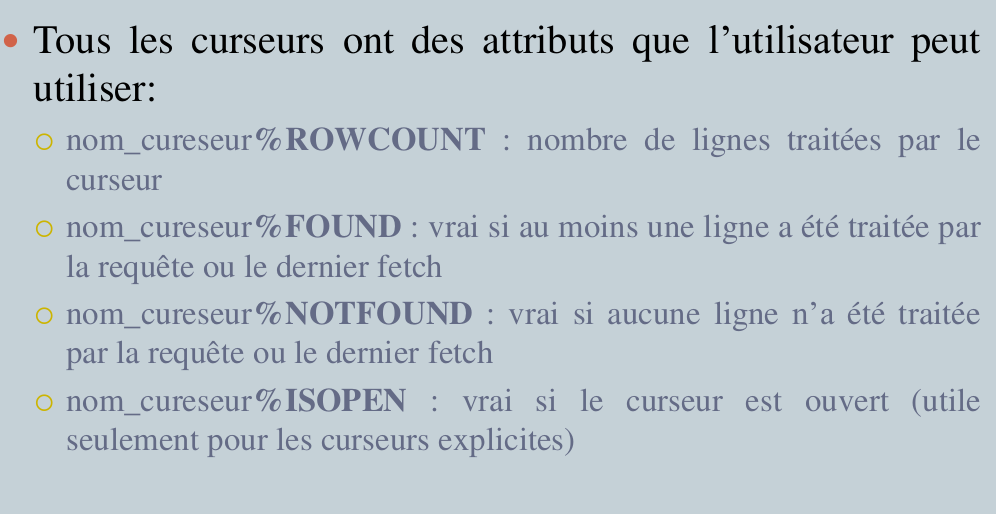 • Tous les curseurs ont des attributs que l’utilisateur peut
utiliser:
○ nom_cureseur%ROWCOUNT : nombre de lignes traitées par le
curseur
○ nom_cureseur%FOUND : vrai si au moins une ligne a été traitée par
la requête ou le dernier fetch
○ nom_cureseur%NOTFOUND : vrai si aucune ligne n’a été traitée
par la requête ou le dernier fetch
○ nom_cureseur%ISOPEN : vrai si le curseur est ouvert (utile
seulement pour les curseurs explicites)